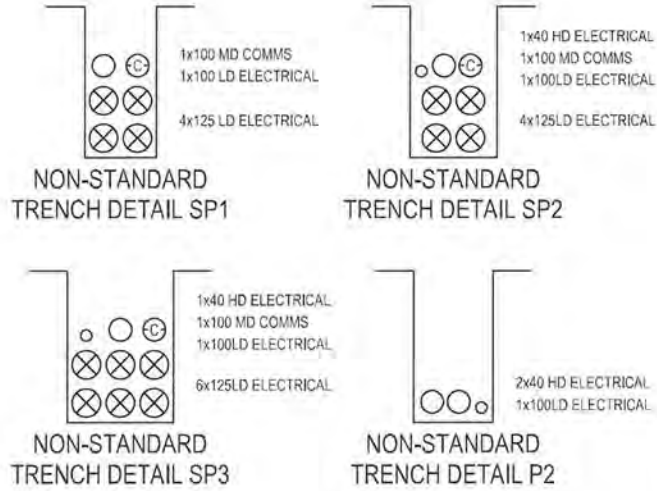 C
1x100 MD COMMS
1x100 LD ELECTRICAL
4x125 LD ELECTRICAL
NON-STANDARD
TRENCH DETAIL SP1
1x40 HD ELECTRICAL
C
1x100 MD COMMS
1x100LD ELECTRICAL
4x125LD ELECTRICAL
NON-STANDARD
TRENCH DETAIL SP2
1x40 HD ELECTRICAL
C
1x100 MD COMMS
1x100LD ELECTRICAL
6x125LD ELECTRICAL
NON-STANDARD
TRENCH DETAIL SP3
2x40 HD ELECTRICAL
1x100LD ELECTRICAL
NON-STANDARD
TRENCH DETAIL P2